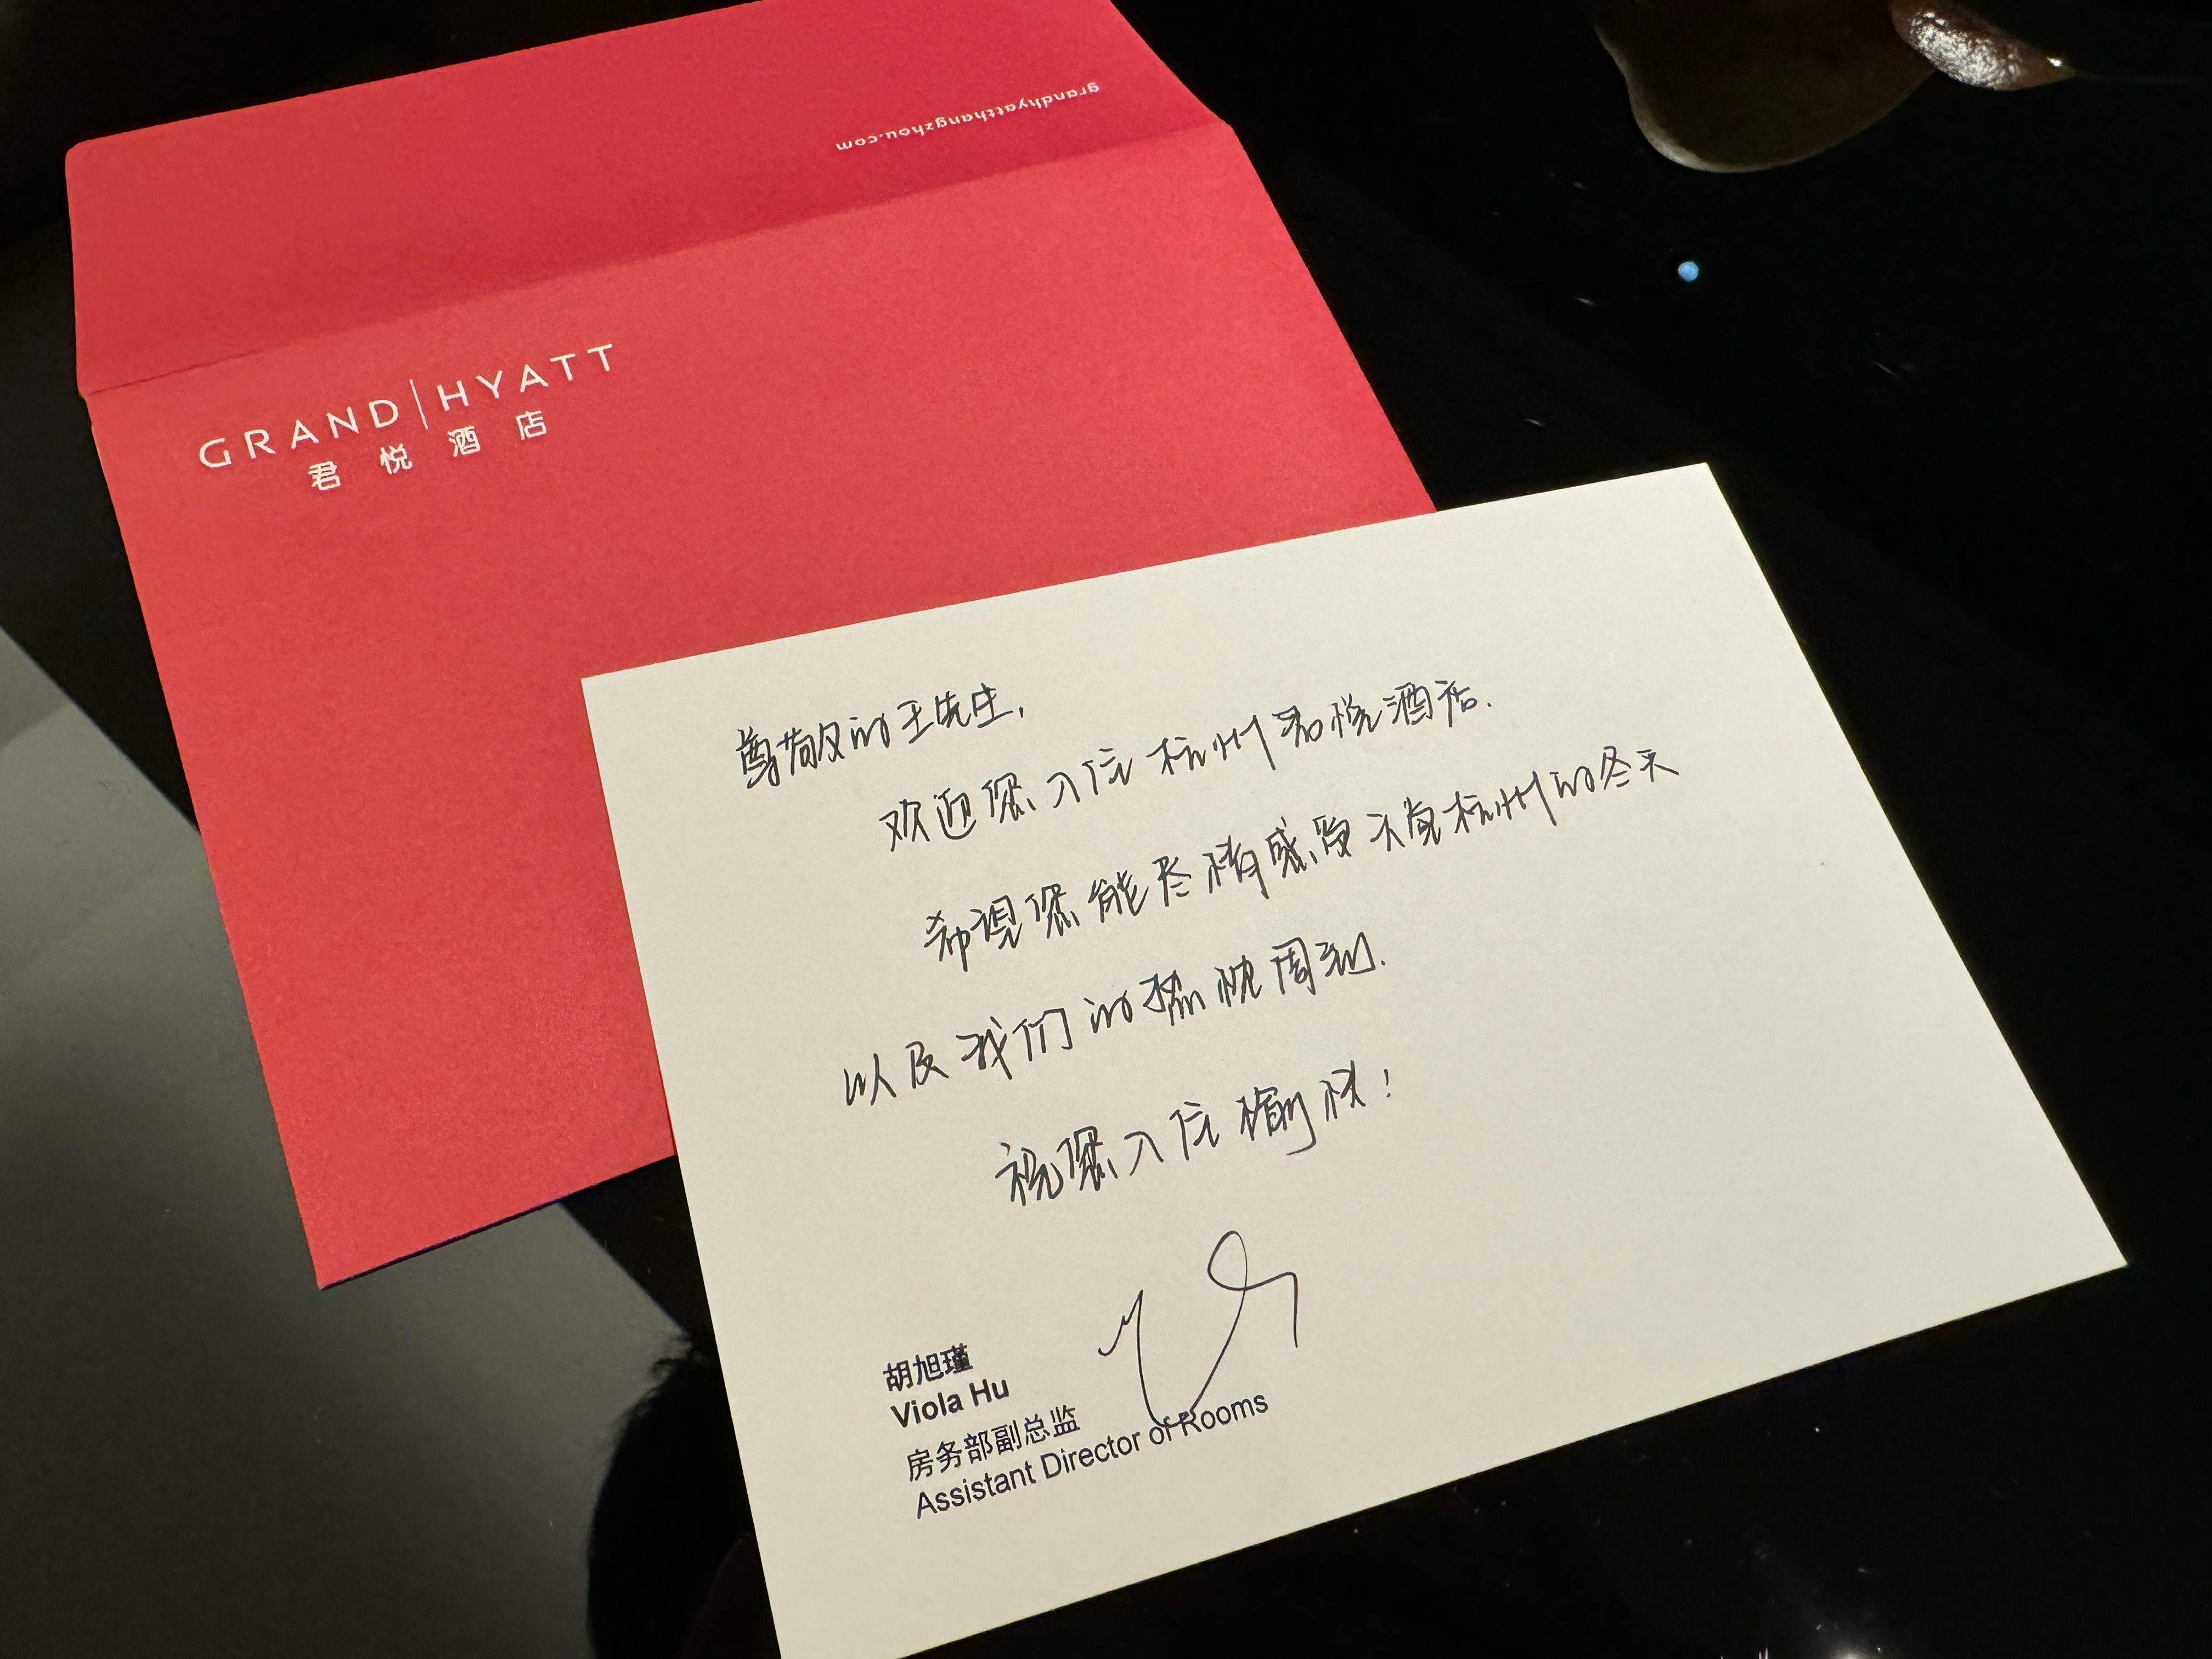 grandhyatthangzhou.com
GRAND|HYATT
君悦酒店
尊敬的王先生,
欢迎您入住杭州君悦酒店.
希望您能尽情感受下雪杭州的冬天
以及我们的热忱周到.
祝您入住愉快!
胡旭瑾
Viola Hu
房务部副总监
Assistant Director of Rooms